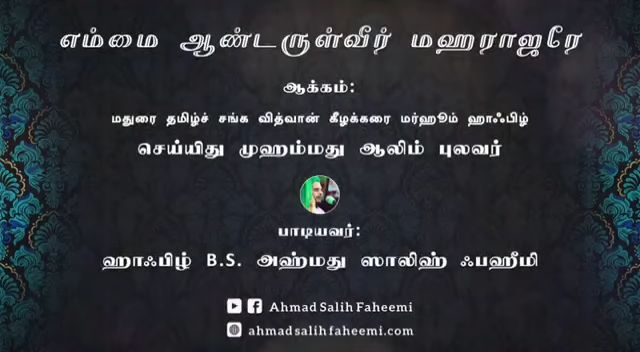 எம்மை ஆண்டருள்வீர் மஹராஜரே
ஆக்கம்:
மதுரை தமிழ்ச் சங்க வித்வான் கீழக்கரை மர்ஹூம் ஹாஃபிழ்
செய்யிது முஹம்மது ஆலிம் புலவர்
பாடியவர்:
ஹாஃபிழ் B.S. அஹ்மது ஸாலிஹ் ஃபஹீமி
Ahmad Salih Faheemi
ahmadsalihfaheemi.com